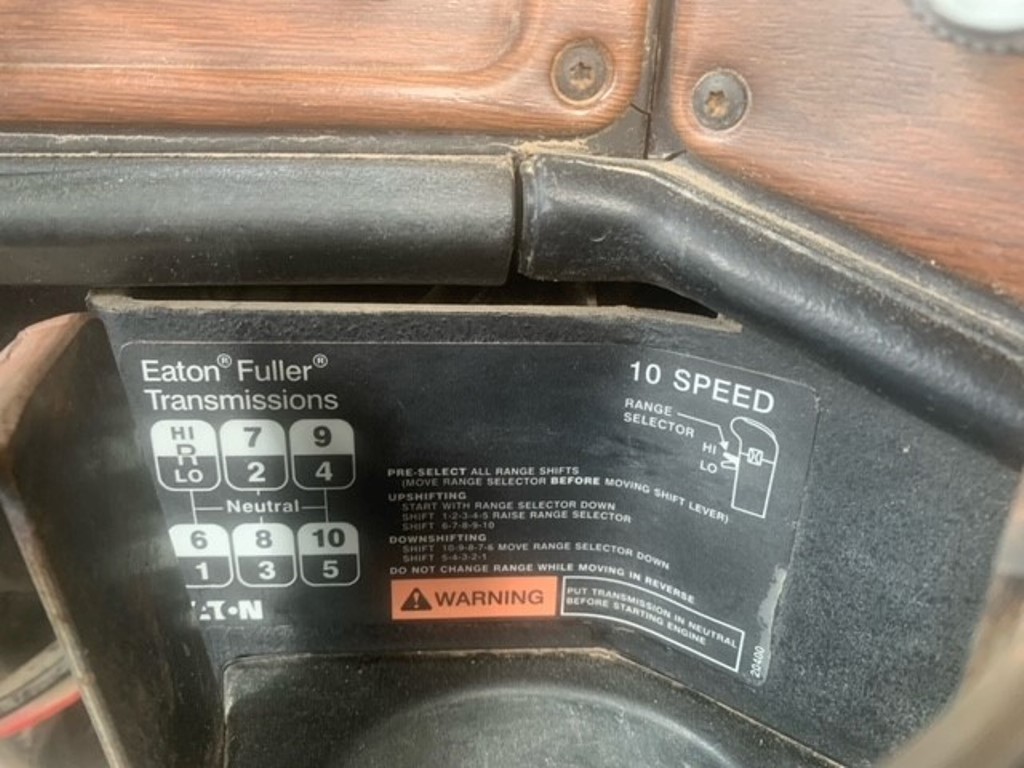 Eaton® Fuller®
Transmissions
10 SPEED
RANGE
SELECTOR
HI
LO
HI
R
LO
7
2
9
4
Neutral
6
1
8
3
10
5
PRE-SELECT ALL RANGE SHIFTS
(MOVE RANGE SELECTOR BEFORE MOVING SHIFT LEVER)
UPSHIFTING
START WITH RANGE SELECTOR DOWN
SHIFT 1-2-3-4-5 RAISE RANGE SELECTOR
SHIFT 6-7-8-9-10
DOWNSHIFTING
SHIFT 10-9-8-7-6 MOVE RANGE SELECTOR DOWN
SHIFT 5-4-3-2-1
DO NOT CHANGE RANGE WHILE MOVING IN REVERSE
WARNING
PUT TRANSMISSION IN NEUTRAL
BEFORE STARTING ENGINE
AT•N
20400